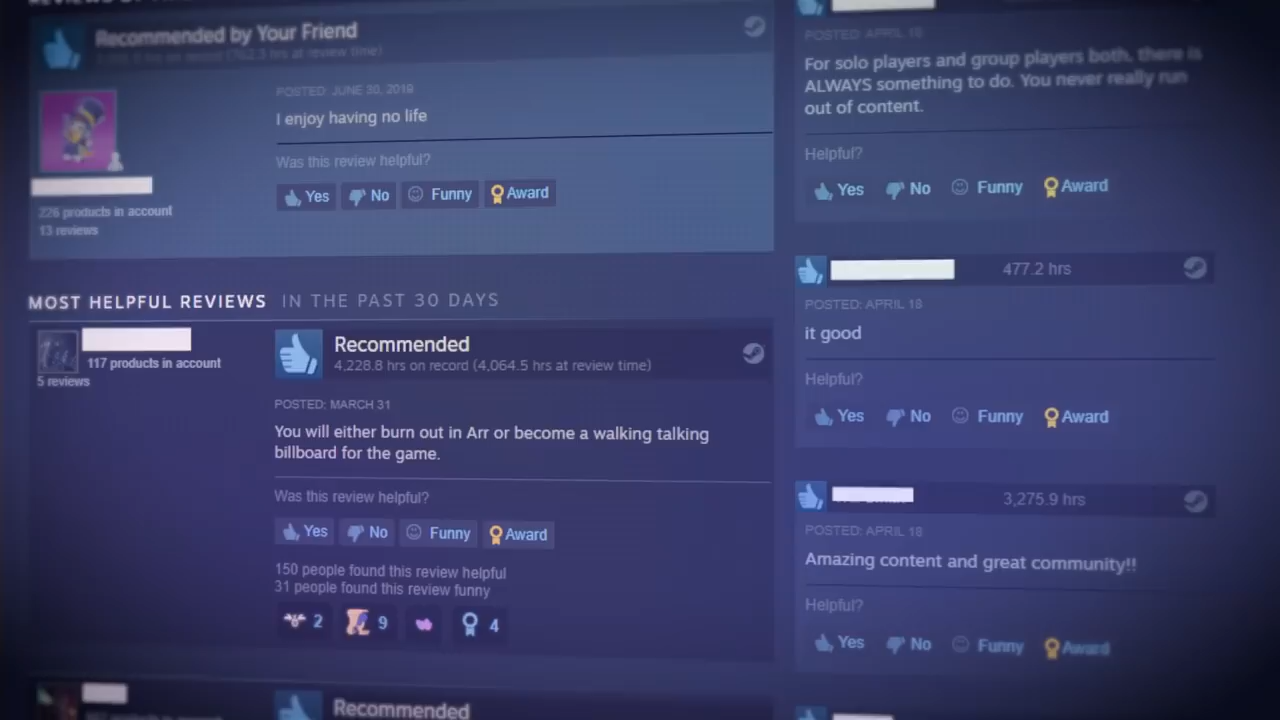 Recommended by Your Friend
POSTED: JUNE 30, 2019
I enjoy having no life
Was this review helpful?
Yes
No
Funny
Award
226 products in account
13 reviews
MOST HELPFUL REVIEWS IN THE PAST 30 DAYS
117 products in account
5 reviews
Recommended
4,228.8 hrs on record (4,064.5 hrs at review time)
POSTED: MARCH 31
You will either burn out in Arr or become a walking talking
billboard for the game.
Was this review helpful?
Yes
No
Funny
Award
150 people found this review helpful
31 people found this review funny
2
9
4
Recommended
POSTED: APRIL 18
For solo players and group players both, there is
ALWAYS something to do. You never really run
out of content.
Helpful?
Yes
No
Funny
Award
477.2 hrs
POSTED: APRIL 18
it good
Helpful?
Yes
No
Funny
Award
3,275.9 hrs
POSTED: APRIL 18
Amazing content and great community!!
Helpful?
Yes
No
Funny
Award